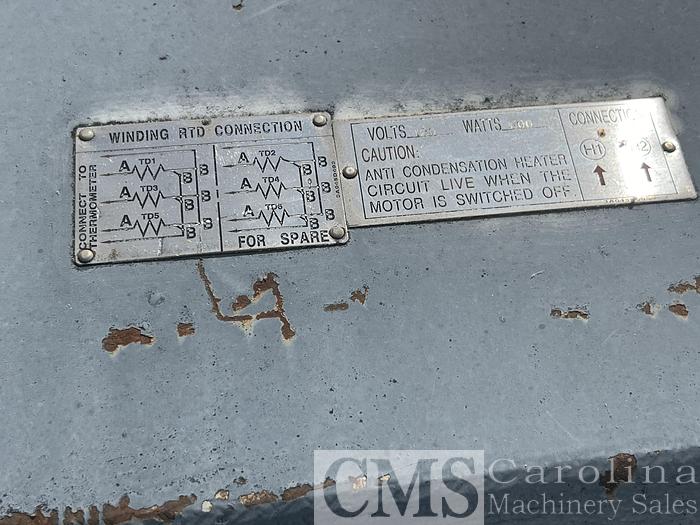 WINDING RTD CONNECTION
CONNECT TO
THERMOMETER
A TD1 B B
A TD3 B B
A TD5 B B
A TD2 B B
A TD4 B B
A TD6 B B
FOR SPARE
VOLTS WATTS
CAUTION:
ANTI CONDENSATION HEATER
CIRCUIT LIVE WHEN THE
MOTOR IS SWITCHED OFF
CONNECTION
H1 H2
CMS Carolina
Machinery Sales